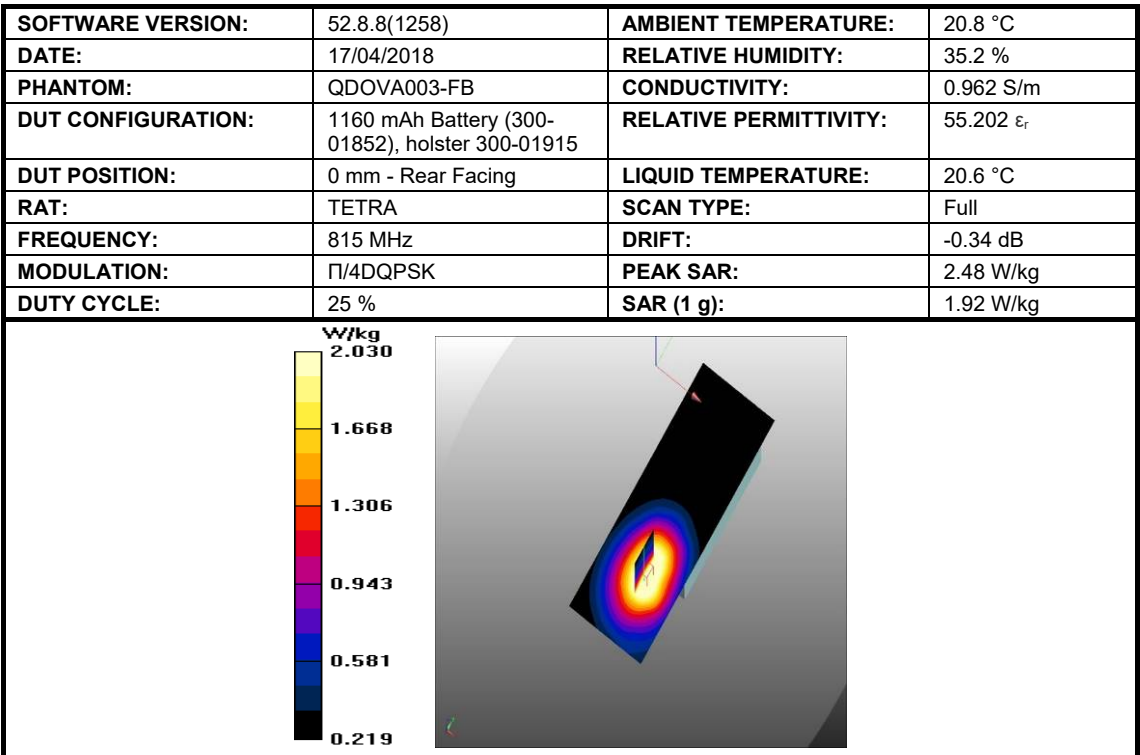 SOFTWARE VERSION: 52.8.8(1258) AMBIENT TEMPERATURE: 20.8 °C
DATE: 17/04/2018 RELATIVE HUMIDITY: 35.2 %
PHANTOM: QDOVA003-FB CONDUCTIVITY: 0.962 S/m
DUT CONFIGURATION: 1160 mAh Battery (300- RELATIVE PERMITTIVITY: 55.202 εr
01852), holster 300-01915
DUT POSITION: 0 mm - Rear Facing LIQUID TEMPERATURE: 20.6 °C
RAT: TETRA SCAN TYPE: Full
FREQUENCY: 815 MHz DRIFT: -0.34 dB
MODULATION: Π/4DQPSK PEAK SAR: 2.48 W/kg
DUTY CYCLE: 25 % SAR (1 g): 1.92 W/kg
W/kg
2.030
1.668
1.306
0.943
0.581
0.219